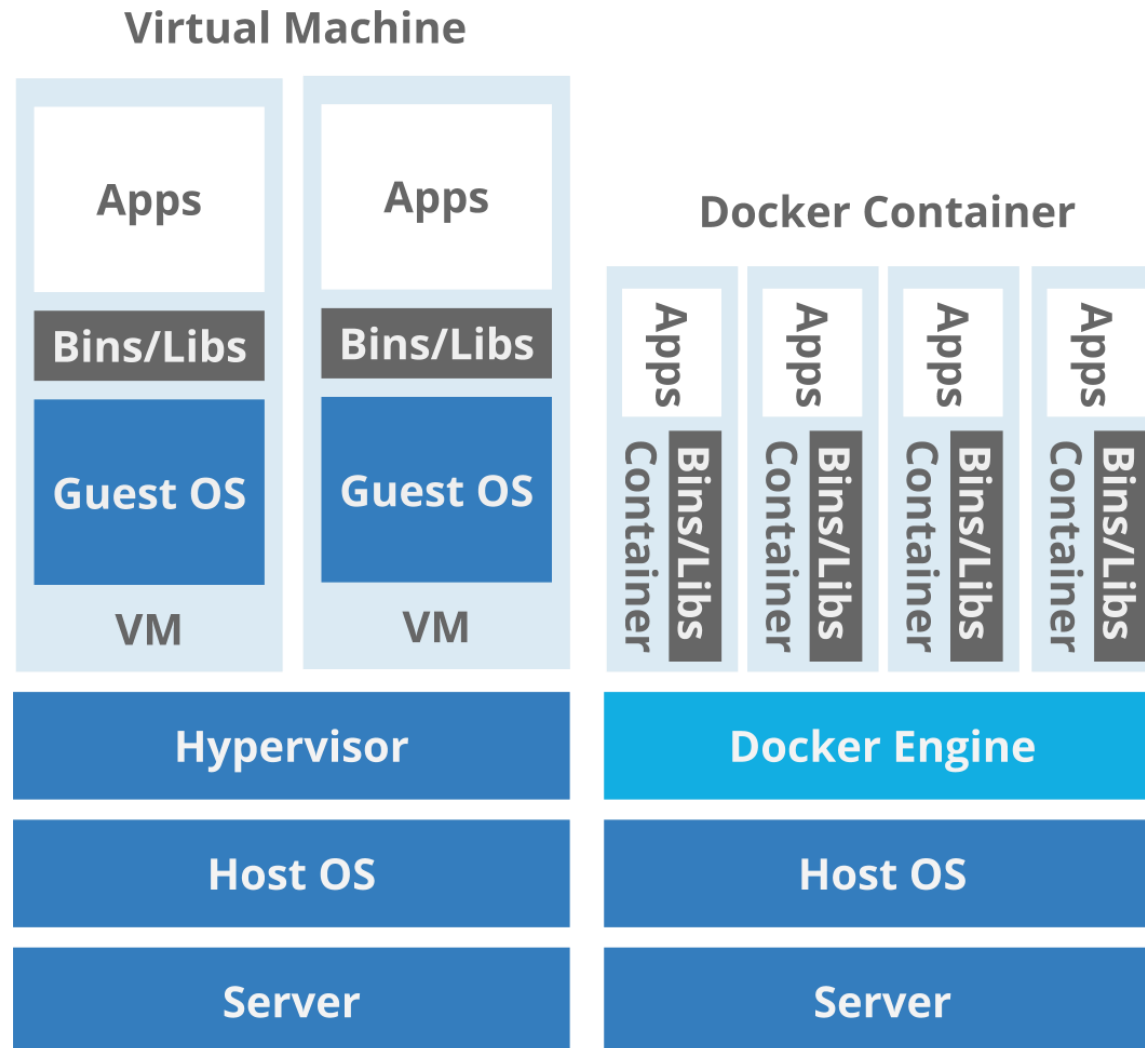 Virtual Machine
Apps
Bins/Libs
Guest OS
VM
Apps
Bins/Libs
Guest OS
VM
Hypervisor
Host OS
Server
Docker Container
Apps
Container
Bins/Libs
Apps
Container
Bins/Libs
Apps
Container
Bins/Libs
Apps
Container
Bins/Libs
Docker Engine
Host OS
Server